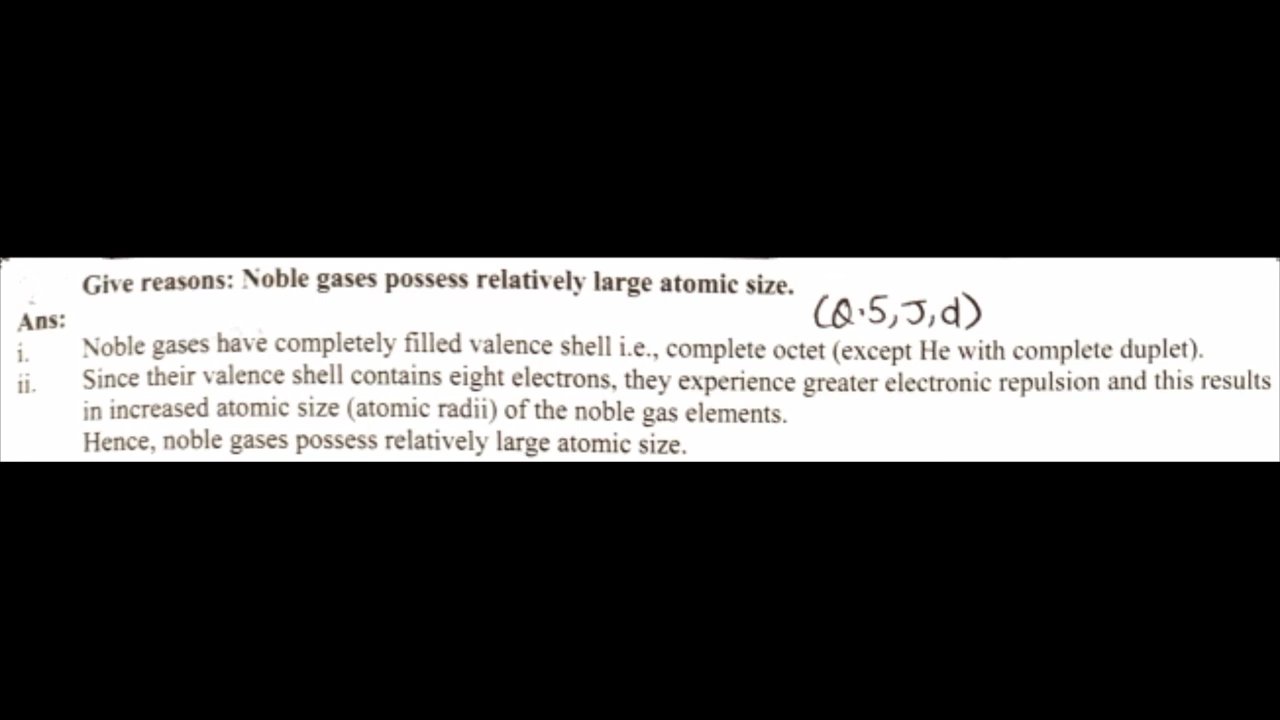 Give reasons: Noble gases possess relatively large atomic size.
(Q.5,J,d)
Ans:
i. Noble gases have completely filled valence shell i.e., complete octet (except He with complete duplet).
ii. Since their valence shell contains eight electrons, they experience greater electronic repulsion and this results
in increased atomic size (atomic radii) of the noble gas elements.
Hence, noble gases possess relatively large atomic size.